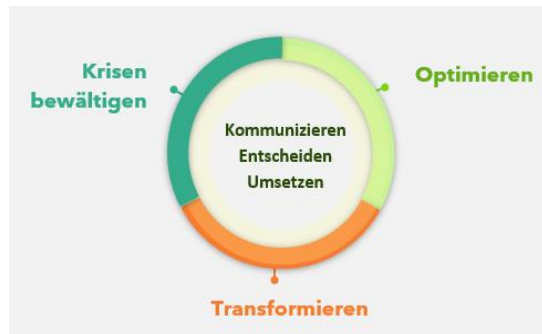 Krisen
bewältigen
Optimieren
Kommunizieren
Entscheiden
Umsetzen
Transformieren